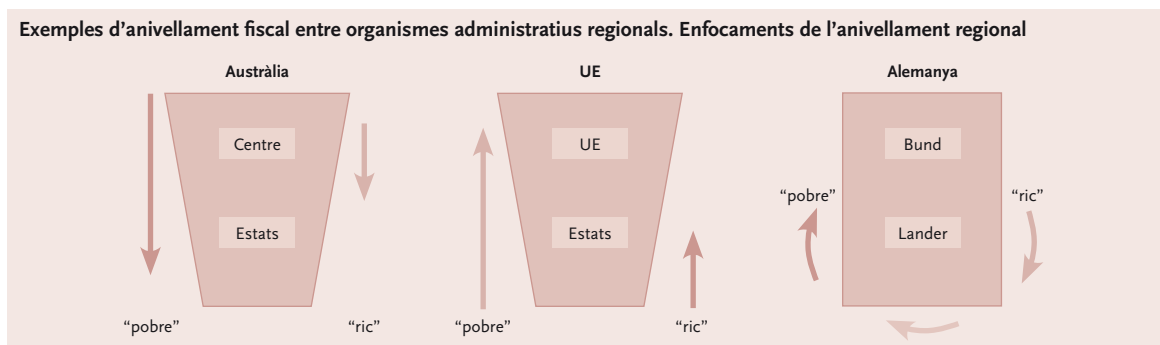 Exemples d’anivellament fiscal entre organismes administratius regionals. Enfocaments de l’anivellament regional
Austràlia
UE
Alemanya
Centre
UE
Bund
“pobre”
“ric”
Estats
Estats
Lander
“pobre”
“ric”
“pobre”
“ric”